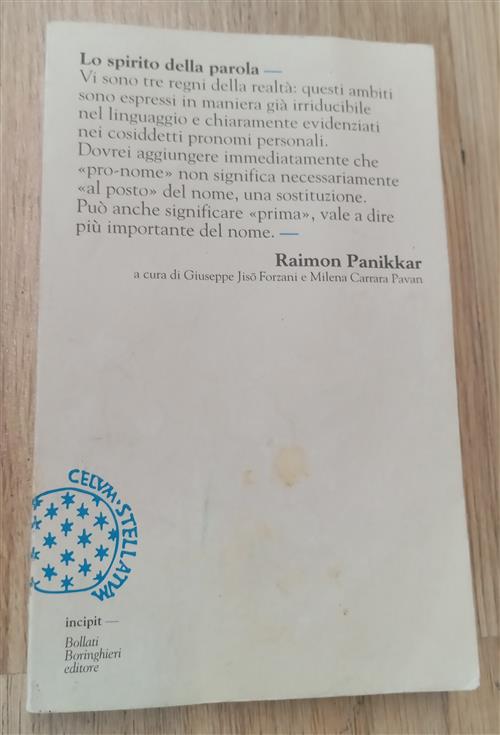 Lo spirito della parola —
Vi sono tre regni della realtà: questi ambiti
sono espressi in maniera già irriducibile
nel linguaggio e chiaramente evidenziati
nei cosiddetti pronomi personali.
Dovrei aggiungere immediatamente che
«pro-nome» non significa necessariamente
«al posto» del nome, una sostituzione.
Può anche significare «prima», vale a dire
più importante del nome. —
Raimon Panikkar
a cura di Giuseppe Jisō Forzani e Milena Carrara Pavan
CELVM·STELLATVM
incipit —
Bollati
Boringhieri
editore